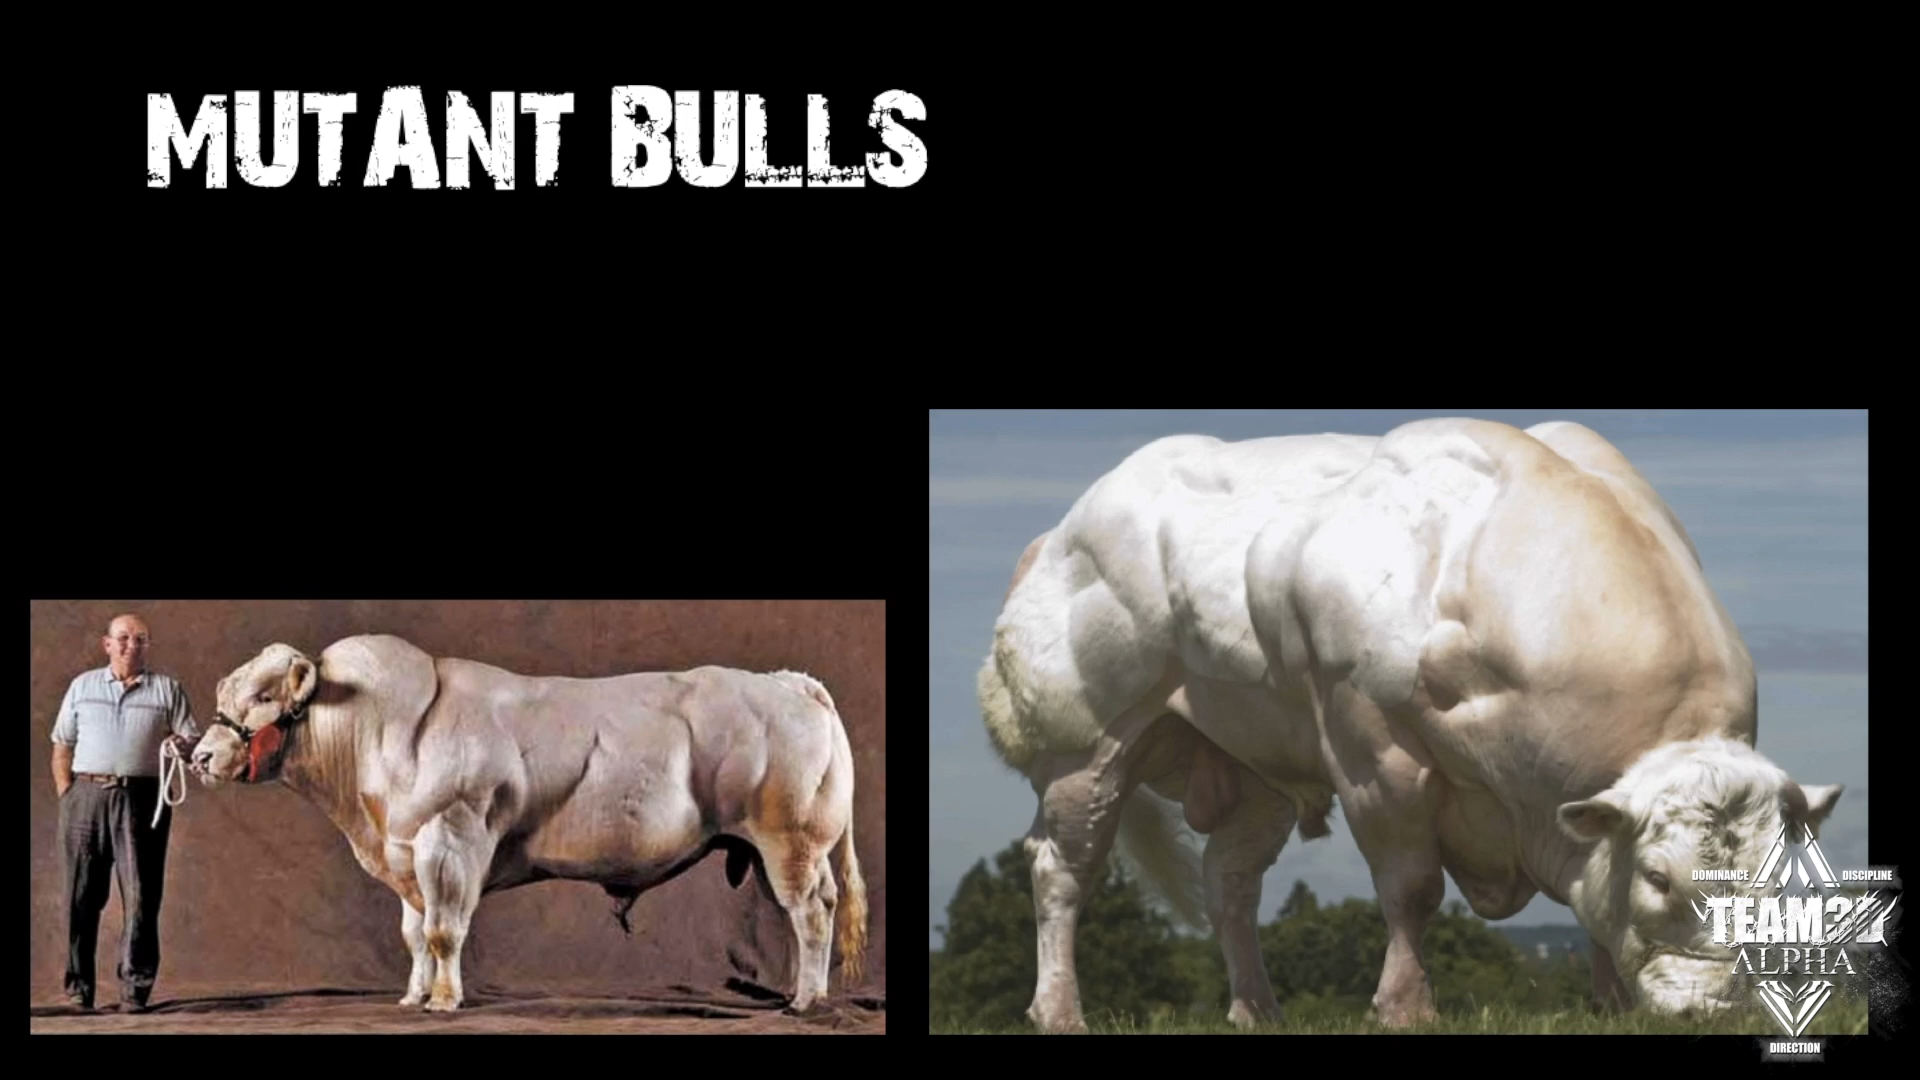 MUTANT BULLS
DOMINANCE DISCIPLINE
TEAM3D
ALPHA
DIRECTION